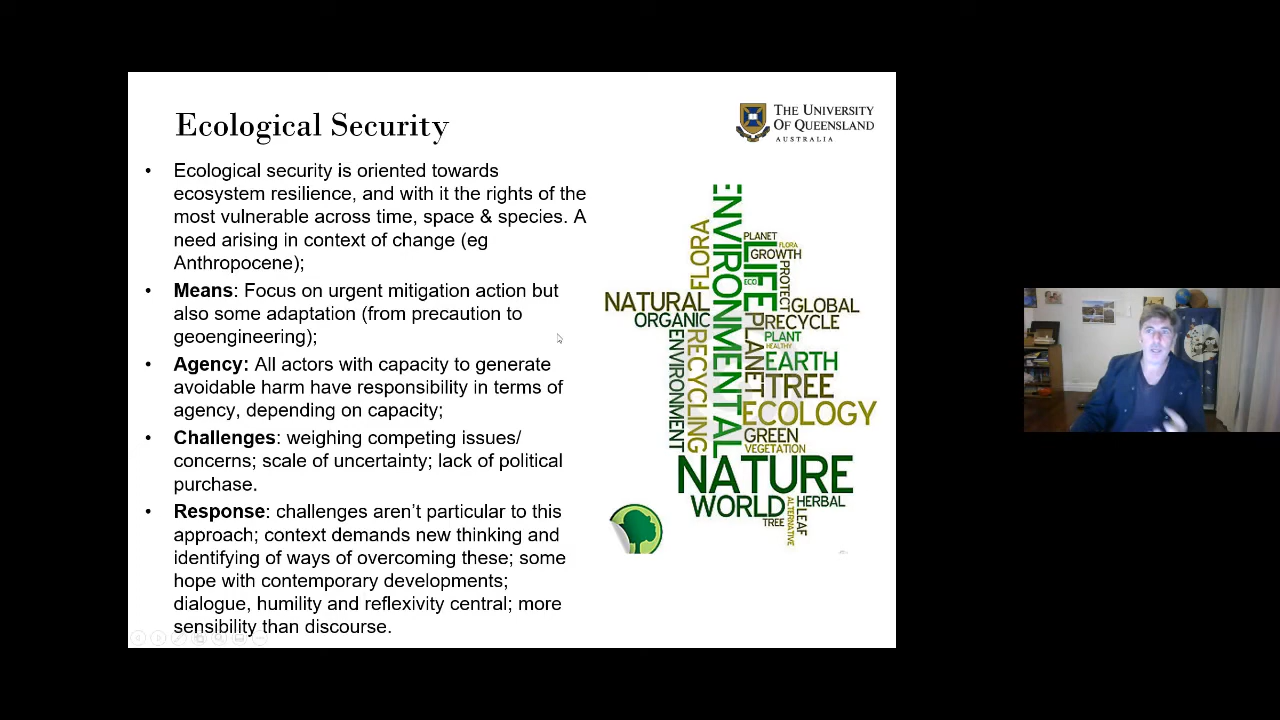 Ecological Security
THE UNIVERSITY
OF QUEENSLAND
AUSTRALIA
• Ecological security is oriented towards
ecosystem resilience, and with it the rights of the
most vulnerable across time, space & species. A
need arising in context of change (eg
Anthropocene);
• Means: Focus on urgent mitigation action but
also some adaptation (from precaution to
geoengineering);
• Agency: All actors with capacity to generate
avoidable harm have responsibility in terms of
agency, depending on capacity;
• Challenges: weighing competing issues/
concerns; scale of uncertainty; lack of political
purchase.
• Response: challenges aren't particular to this
approach; context demands new thinking and
identifying of ways of overcoming these; some
hope with contemporary developments;
dialogue, humility and reflexivity central; more
sensibility than discourse.
ENVIRONMENTAL
FLORA
PLANET
LIFE
FLORA
GROWTH
ECO
PROTECT
NATURAL
GLOBAL
ORGANIC
RECYCLE
ENVIRONMENT
RECYCLING
PLANET
PLANT
HEALTHY
EARTH
TREE
ECOLOGY
GREEN
VEGETATION
NATURE
WORLD
HERBAL
TREE
ALTERNATIVE
LEAF